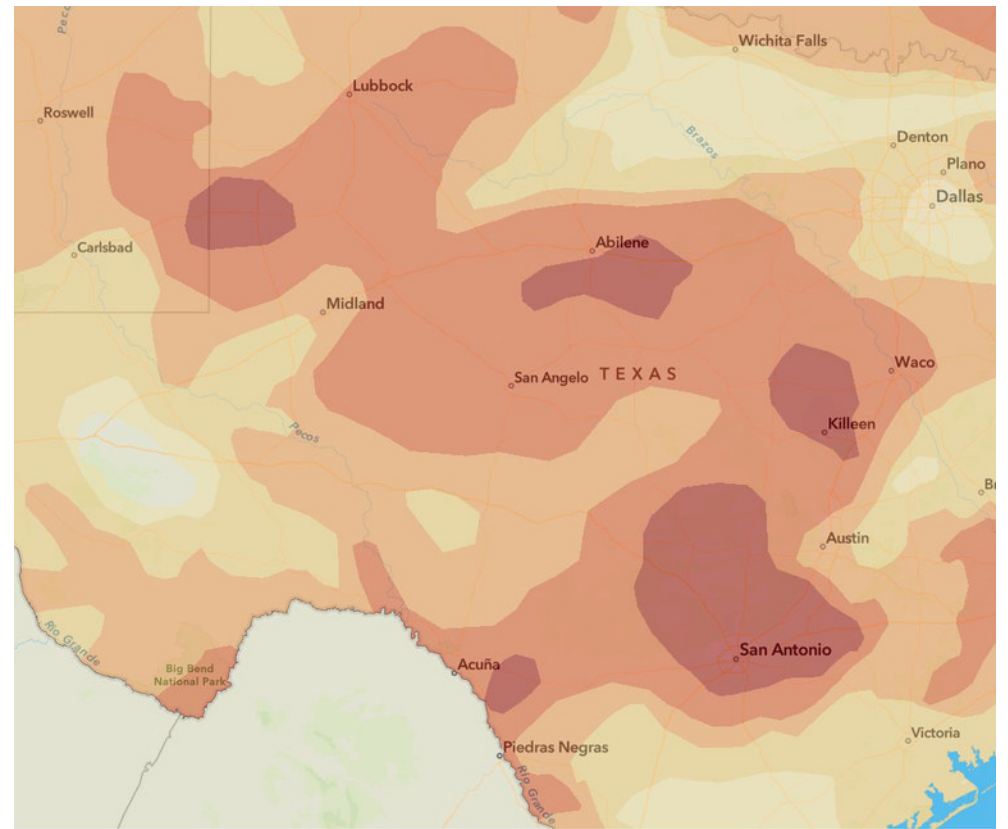 Pecos
Wichita Falls
Lubbock
Roswell
Brazos
Denton
Plano
Dallas
Abilene
Carlsbad
Midland
San Angelo
TEXAS
Waco
Killeen
Pecos
Austin
San Antonio
Rio Grande
Big Bend
National Park
Acuña
Victoria
Piedras Negras
Rio Grande